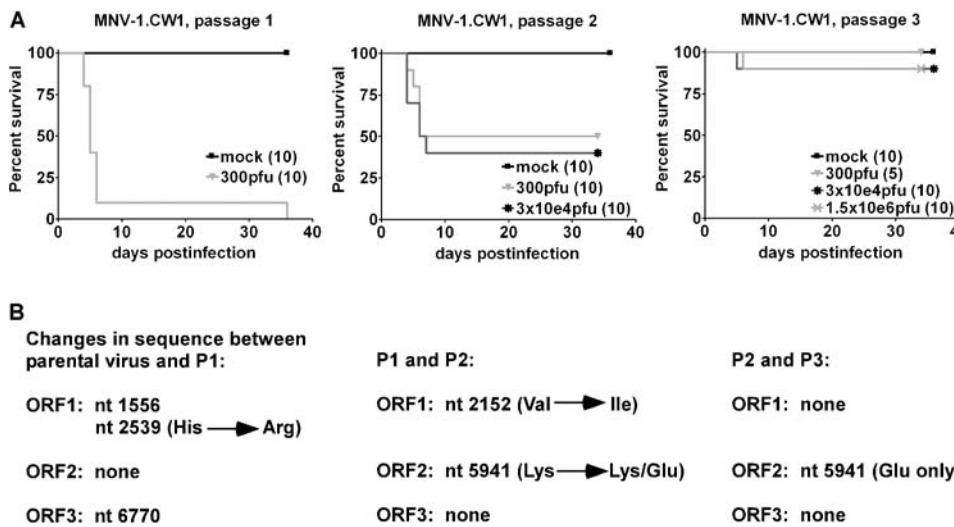 A
MNV-1.CW1, passage 1
MNV-1.CW1, passage 2
MNV-1.CW1, passage 3
Percent survival
100
75
50
25
0
mock (10)
300pfu (10)
0 10 20 30 40
days postinfection
Percent survival
100
75
50
25
0
mock (10)
300pfu (10)
3x10e4pfu (10)
0 10 20 30 40
days postinfection
Percent survival
100
75
50
25
0
mock (10)
300pfu (5)
3x10e4pfu (10)
1.5x10e6pfu (10)
0 10 20 30 40
days postinfection
B
Changes in sequence between
parental virus and P1:
ORF1: nt 1556
nt 2539 (His → Arg)
ORF2: none
ORF3: nt 6770
P1 and P2:
ORF1: nt 2152 (Val → Ile)
ORF2: nt 5941 (Lys → Lys/Glu)
ORF3: none
P2 and P3:
ORF1: none
ORF2: nt 5941 (Glu only)
ORF3: none